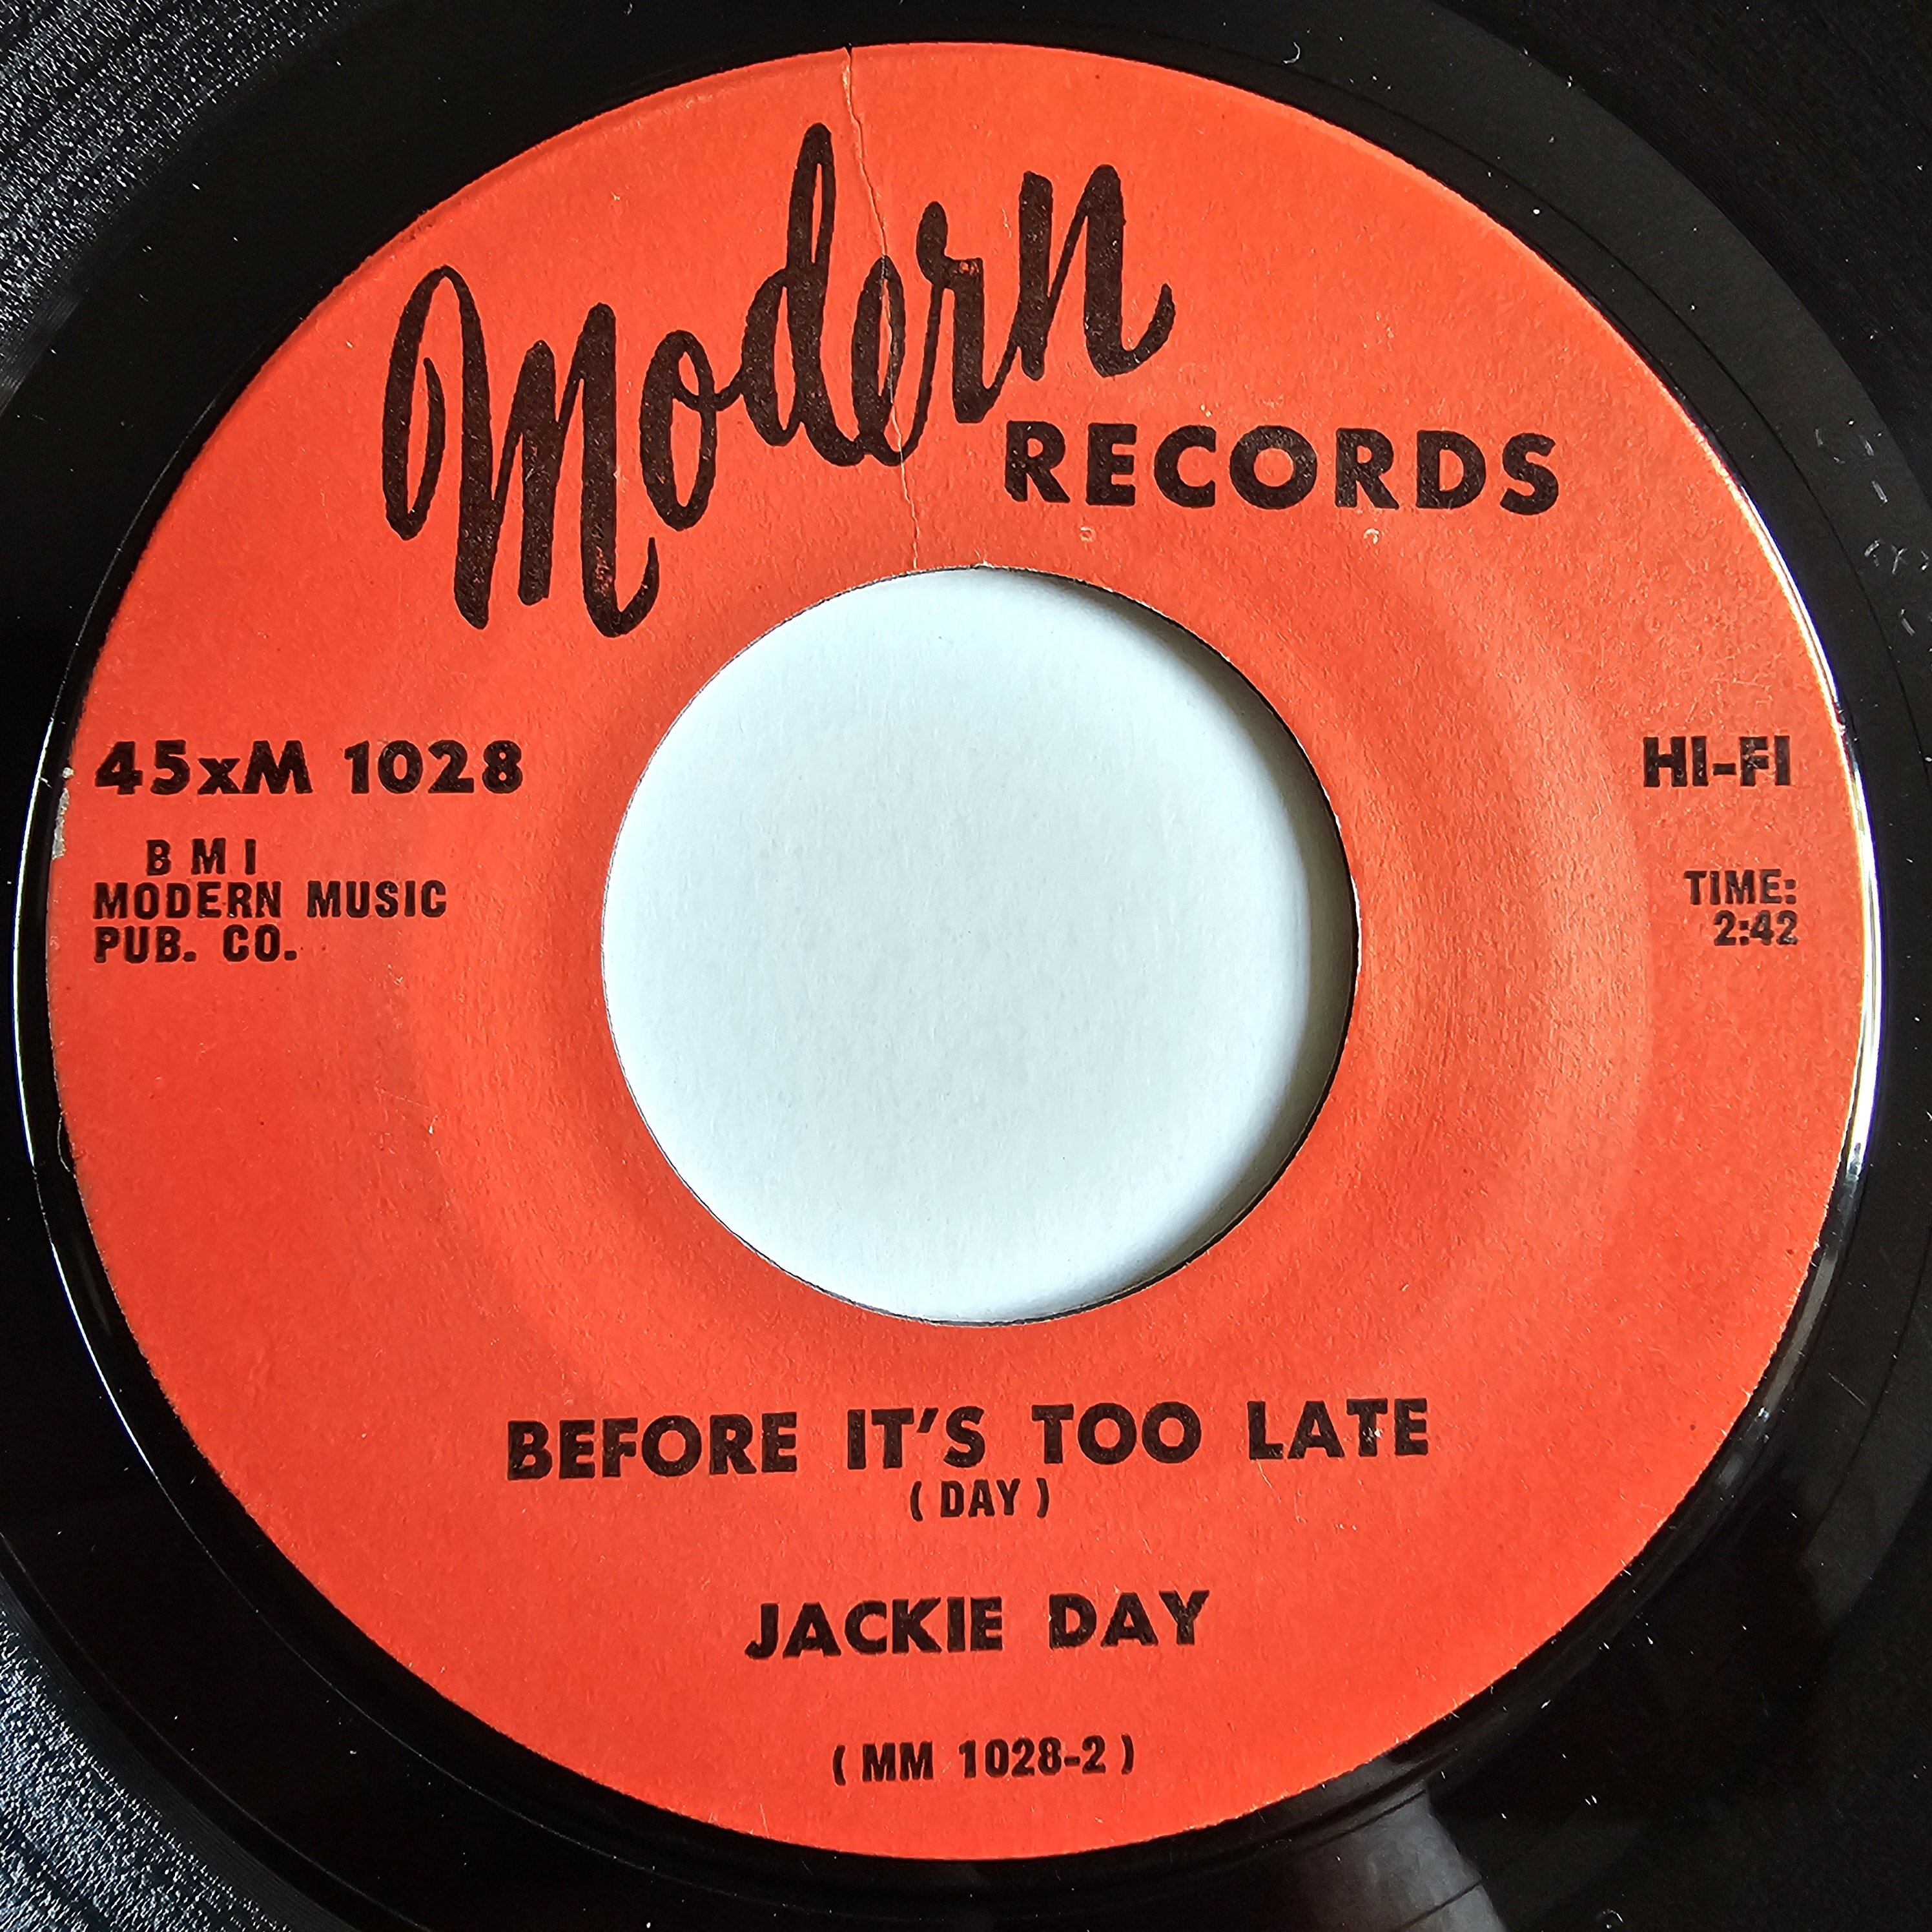 Modern
RECORDS
45xM 1028
HI-FI
B M I
MODERN MUSIC
PUB. CO.
TIME:
2:42
BEFORE IT'S TOO LATE
( DAY )
JACKIE DAY
( MM 1028-2 )